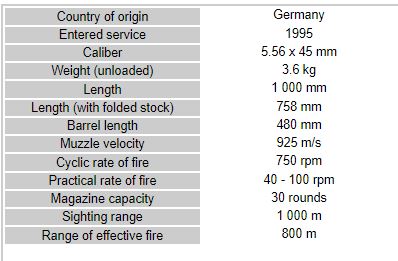 Country of origin Germany
Entered service 1995
Caliber 5.56 x 45 mm
Weight (unloaded) 3.6 kg
Length 1 000 mm
Length (with folded stock) 758 mm
Barrel length 480 mm
Muzzle velocity 925 m/s
Cyclic rate of fire 750 rpm
Practical rate of fire 40 - 100 rpm
Magazine capacity 30 rounds
Sighting range 1 000 m
Range of effective fire 800 m